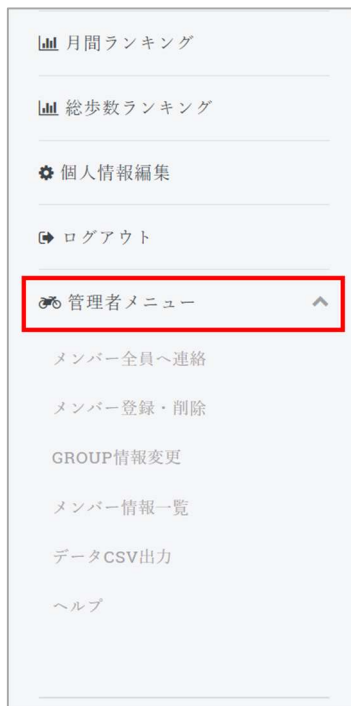 月間ランキング
総歩数ランキング
個人情報編集
ログアウト
管理者メニュー
メンバー全員へ連絡
メンバー登録・削除
GROUP情報変更
メンバー情報一覧
データCSV出力
ヘルプ